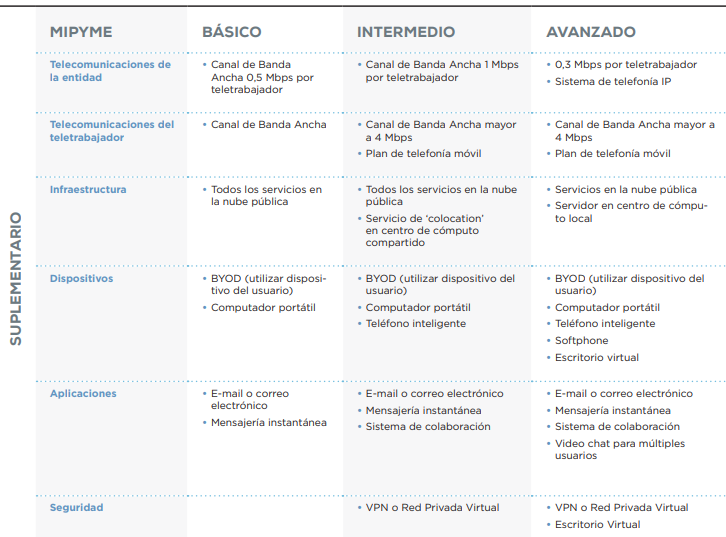 MIPYME
BÁSICO
INTERMEDIO
AVANZADO
SUPLEMENTARIO
Telecomunicaciones de
la entidad
• Canal de Banda
Ancha 0,5 Mbps por
teletrabajador
• Canal de Banda Ancha 1 Mbps
por teletrabajador
• 0,3 Mbps por teletrabajador
• Sistema de telefonía IP
Telecomunicaciones del
teletrabajador
• Canal de Banda Ancha
• Canal de Banda Ancha mayor
a 4 Mbps
• Plan de telefonía móvil
• Canal de Banda Ancha mayor a
4 Mbps
• Plan de telefonía móvil
Infraestructura
• Todos los servicios en
la nube pública
• Todos los servicios en la nube
pública
• Servicio de ‘colocation’
en centro de cómputo
compartido
• Servicios en la nube pública
• Servidor en centro de cómpu-
to local
Dispositivos
• BYOD (utilizar disposi-
tivo del usuario)
• Computador portátil
• BYOD (utilizar dispositivo del
usuario)
• Computador portátil
• Teléfono inteligente
• BYOD (utilizar dispositivo del
usuario)
• Computador portátil
• Teléfono inteligente
• Softphone
• Escritorio virtual
Aplicaciones
• E-mail o correo
electrónico
• Mensajería instantánea
• E-mail o correo electrónico
• Mensajería instantánea
• Sistema de colaboración
• E-mail o correo electrónico
• Mensajería instantánea
• Sistema de colaboración
• Video chat para múltiples
usuarios
Seguridad
• VPN o Red Privada Virtual
• VPN o Red Privada Virtual
• Escritorio Virtual